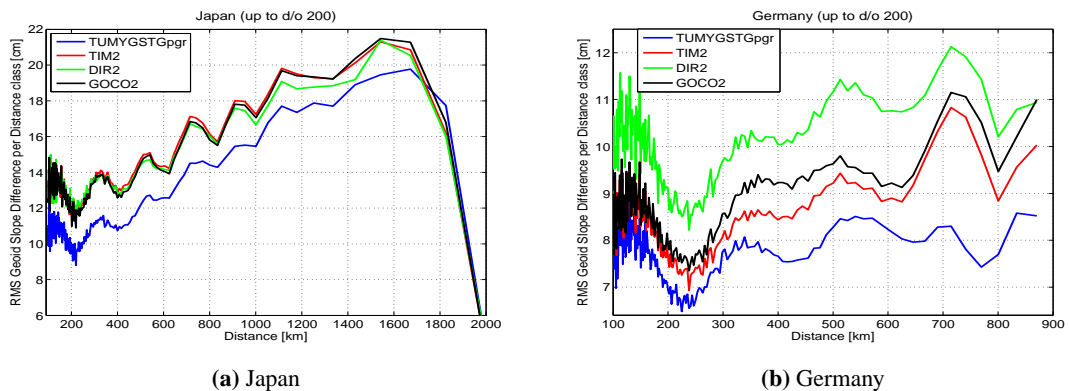 Japan (up to d/o 200)
RMS Geoid Slope Difference per Distance class [cm]
22
20
18
16
14
12
10
8
6
TUMYGSTGpgr
TIM2
DIR2
GOCO2
200 400 600 800 1000 1200 1400 1600 1800 2000
Distance [km]
(a) Japan
Germany (up to d/o 200)
RMS Geoid Slope Difference per Distance class) [cm]
12
11
10
9
8
7
TUMYGSTGpgr
TIM2
DIR2
GOCO2
100 200 300 400 500 600 700 800 900
Distance [km]
(b) Germany